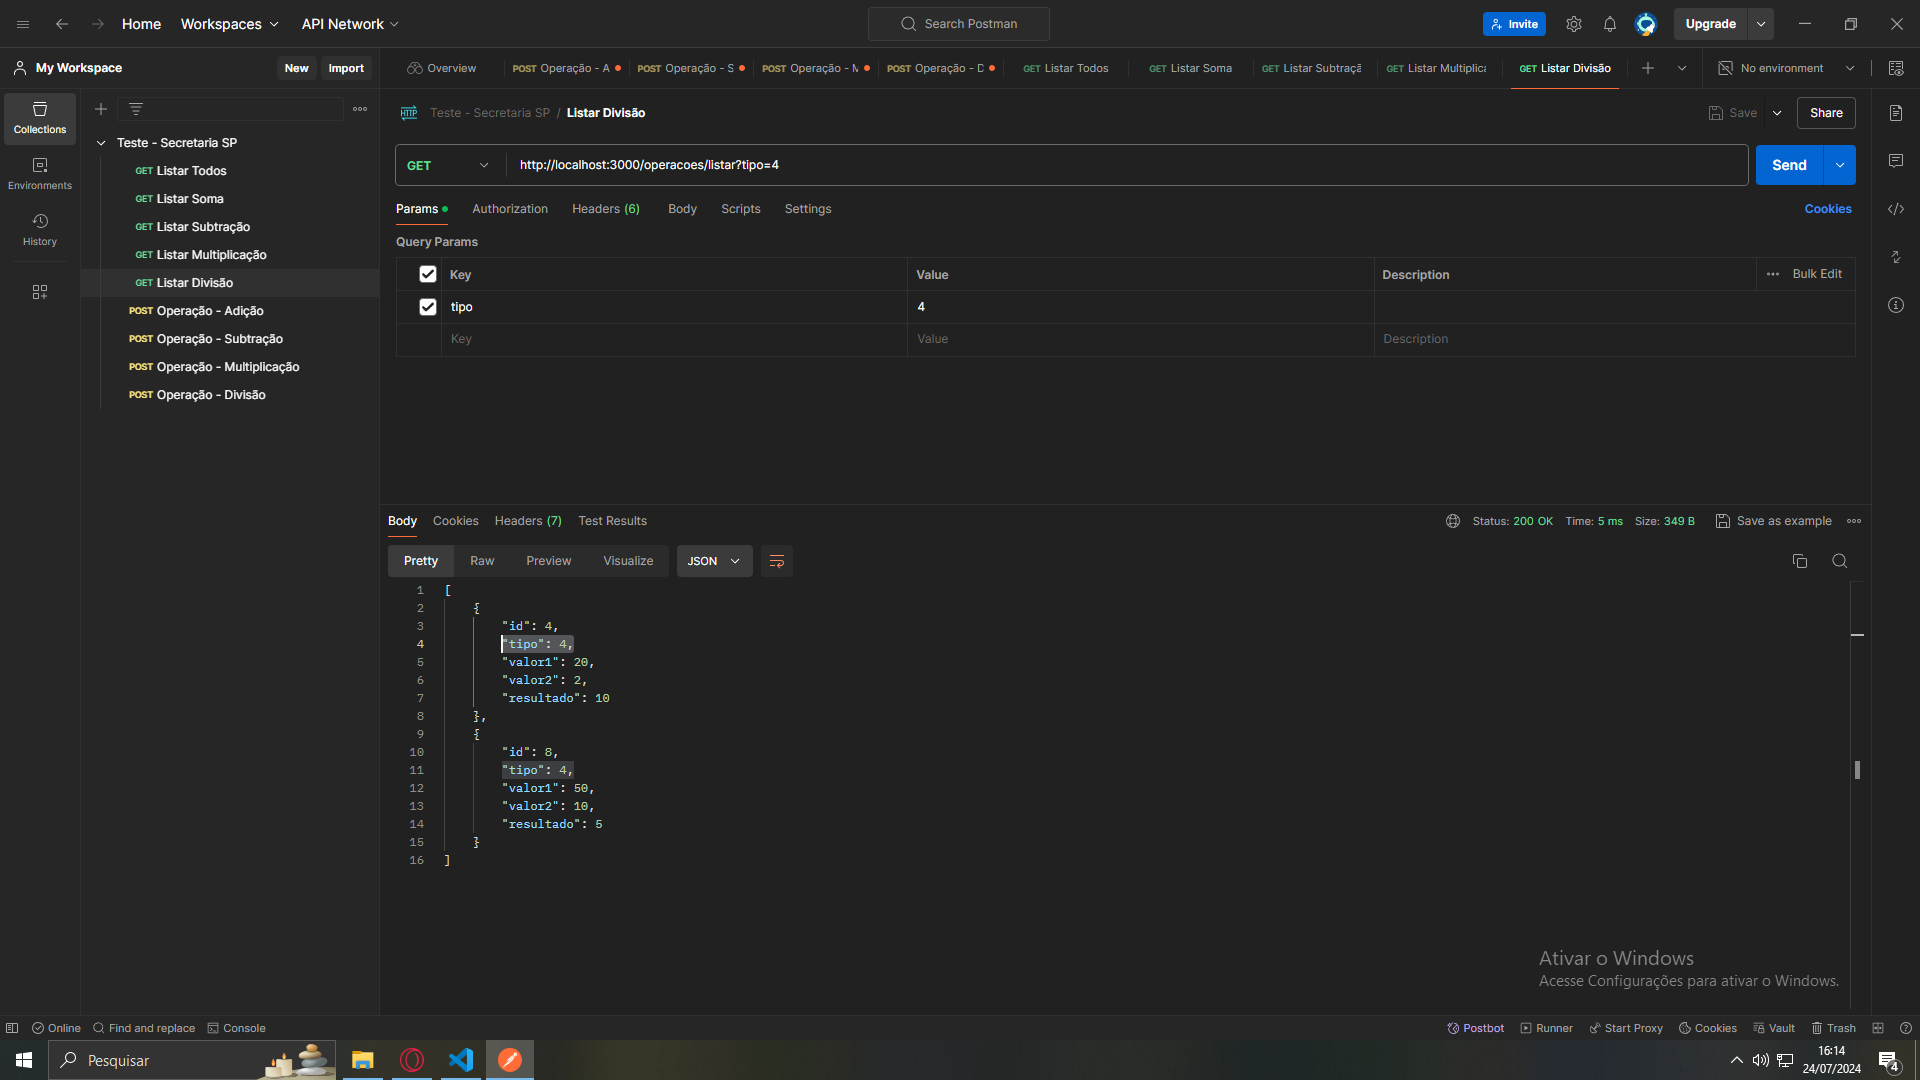 Home
Workspaces
API Network
Search Postman
Invite
Upgrade
My Workspace
New
Import
Overview
POST Operação - A
POST Operação - S
POST Operação - M
POST Operação - D
GET Listar Todos
GET Listar Soma
GET Listar Subtraçã
GET Listar Multiplica
GET Listar Divisão
No environment
Collections
Environments
History
Teste - Secretaria SP
GET Listar Todos
GET Listar Soma
GET Listar Subtração
GET Listar Multiplicação
GET Listar Divisão
POST Operação - Adição
POST Operação - Subtração
POST Operação - Multiplicação
POST Operação - Divisão
HTTP Teste - Secretaria SP / Listar Divisão
Save
Share
GET
http://localhost:3000/operacoes/listar?tipo=4
Send
Params
Authorization
Headers (6)
Body
Scripts
Settings
Cookies
Query Params
Key
Value
Description
Bulk Edit
tipo
4
Key
Value
Description
Body
Cookies
Headers (7)
Test Results
Status: 200 OK
Time: 5 ms
Size: 349 B
Save as example
Pretty
Raw
Preview
Visualize
JSON
1 [
2 {
3 "id": 4,
4 "tipo": 4,
5 "valor1": 20,
6 "valor2": 2,
7 "resultado": 10
8 },
9 {
10 "id": 8,
11 "tipo": 4,
12 "valor1": 50,
13 "valor2": 10,
14 "resultado": 5
15 }
16 ]
Ativar o Windows
Acesse Configurações para ativar o Windows.
Online
Find and replace
Console
Postbot
Runner
Start Proxy
Cookies
Vault
Trash
Pesquisar
16:14
24/07/2024
4